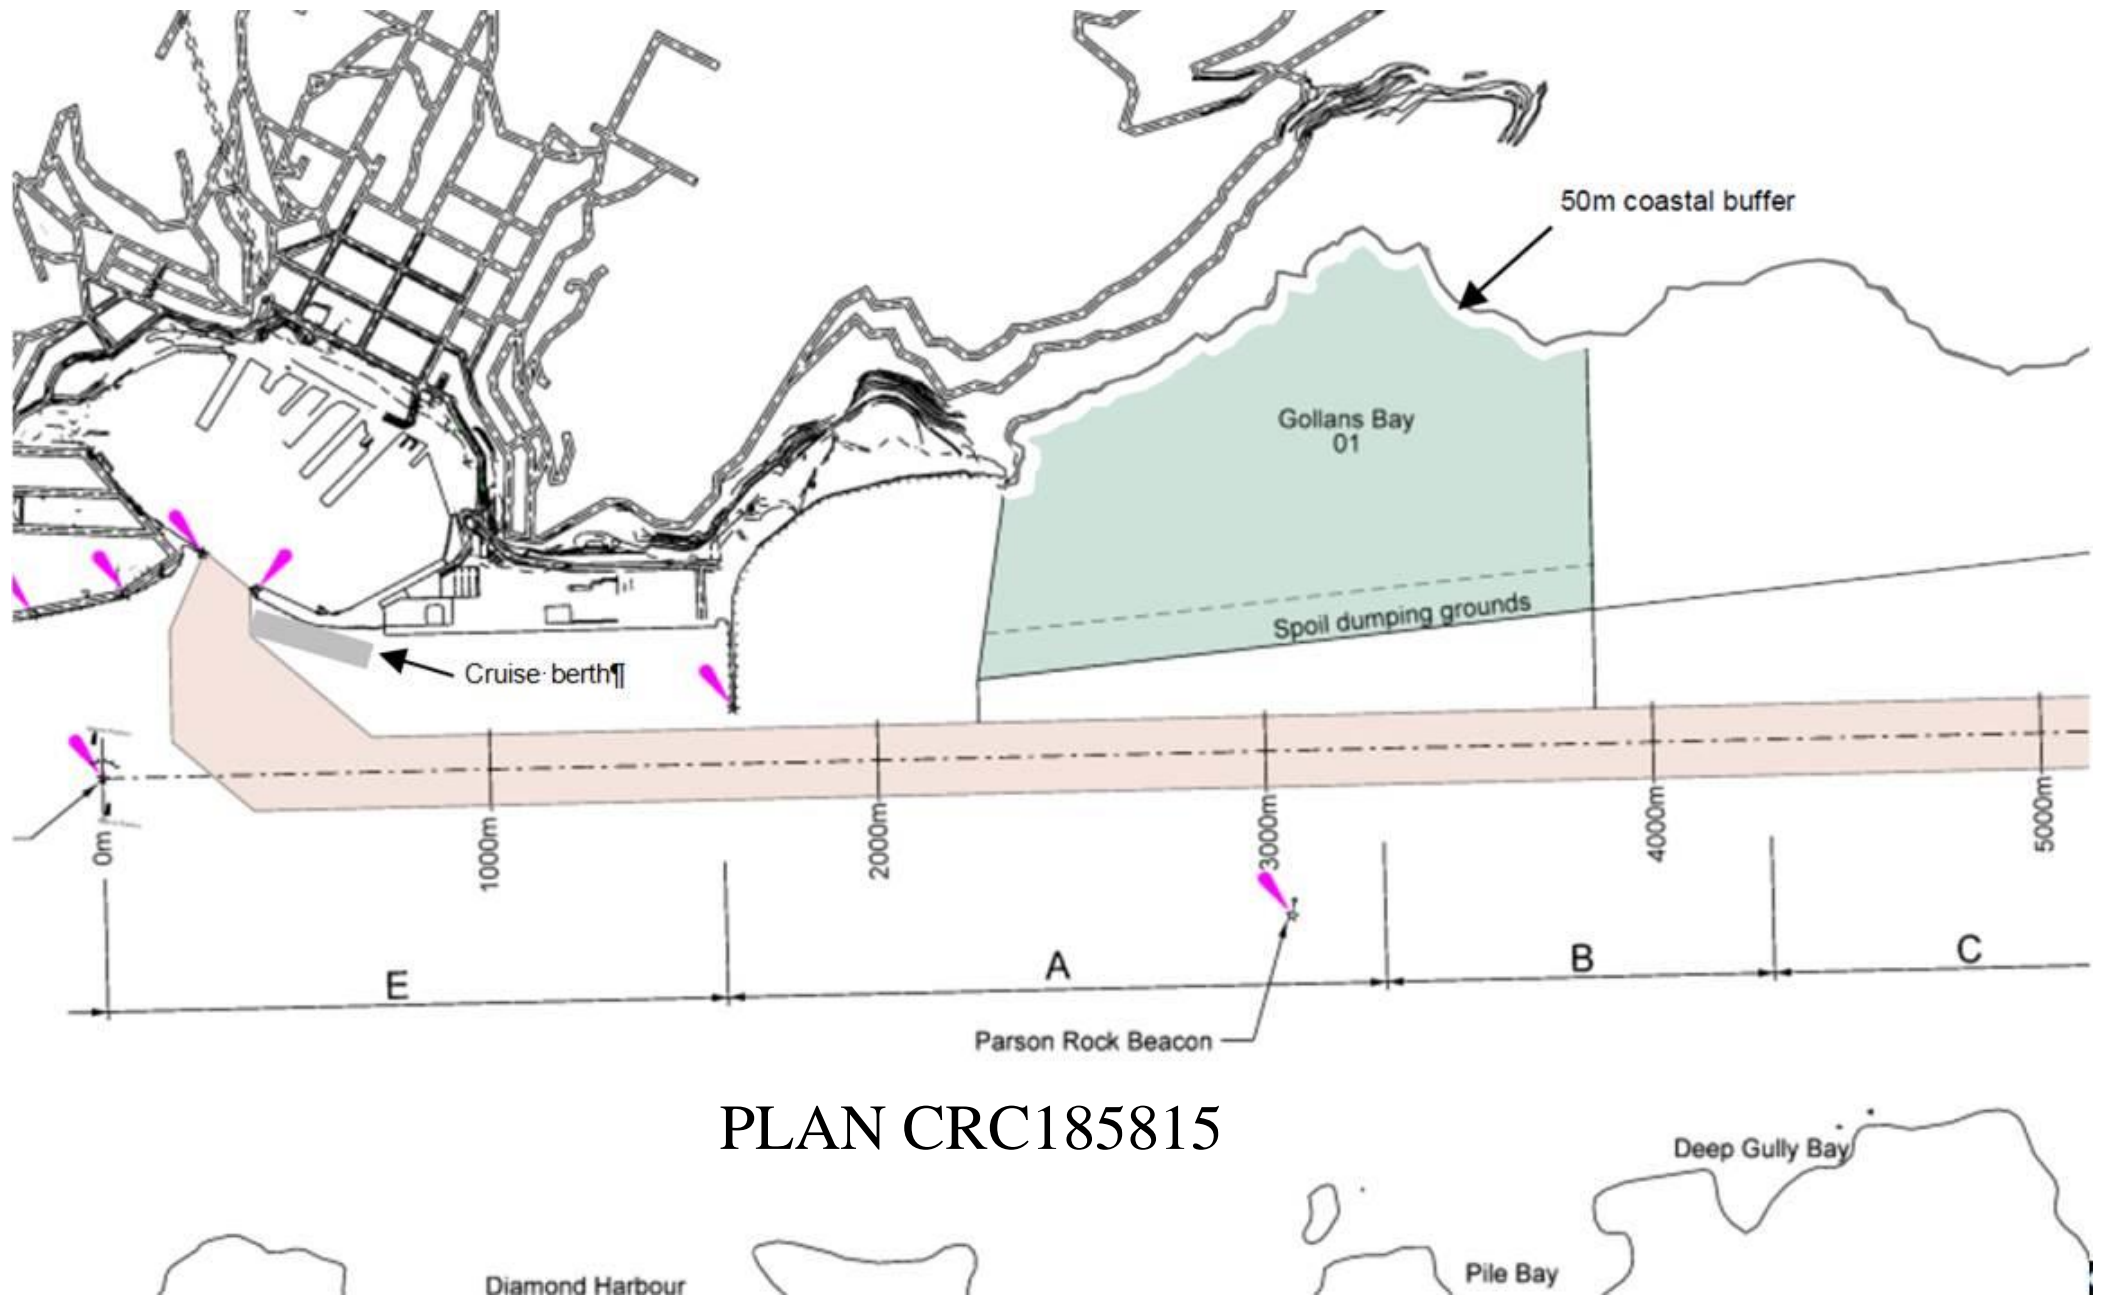 50m coastal buffer
Gollans Bay
01
Spoil dumping grounds
Cruise·berth¶
0m
1000m
2000m
3000m
4000m
5000m
E
A
B
C
Parson Rock Beacon
PLAN CRC185815
Deep Gully Bay
Pile Bay
Diamond Harbour